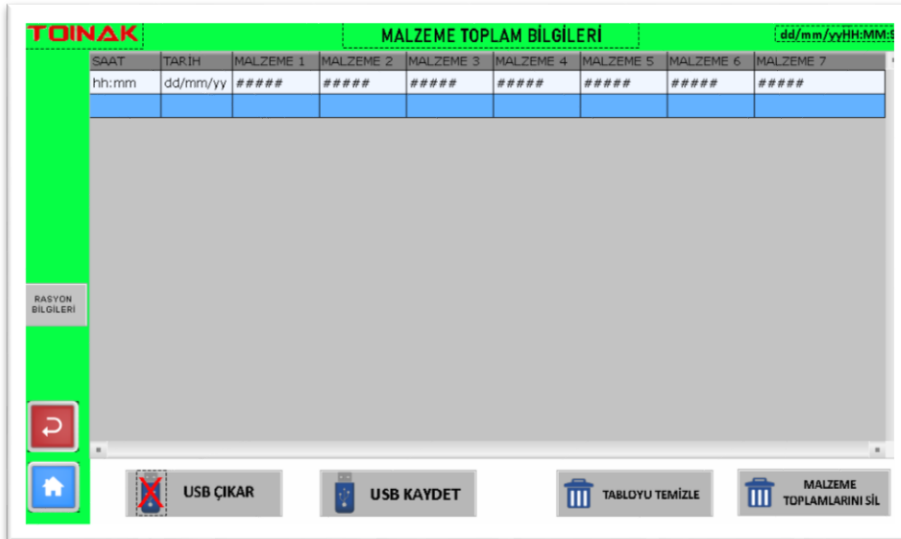 TOINAK
MALZEME TOPLAM BİLGİLERİ
dd/mm/yyHH:MM:S
SAAT TARIH MALZEME 1 MALZEME 2 MALZEME 3 MALZEME 4 MALZEME 5 MALZEME 6 MALZEME 7
hh:mm dd/mm/yy ##### ##### ##### ##### ##### ##### #####
RASYON
BİLGİLERİ
USB ÇIKAR
USB KAYDET
TABLOYU TEMİZLE
MALZEME
TOPLAMLARINI SİL